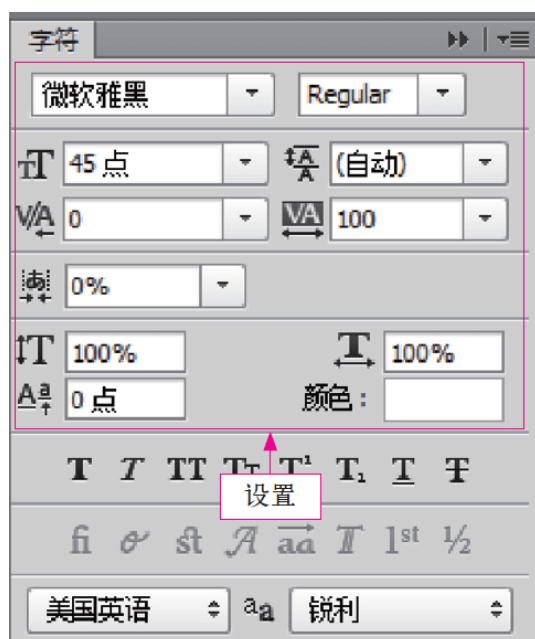 字符
微软雅黑 Regular
45 点 (自动)
0 100
0%
100% 100%
0 点 颜色：
T T TT Tт T¹ T₁ T T
设置
fi st A aa T 1st ½
美国英语 aa 锐利